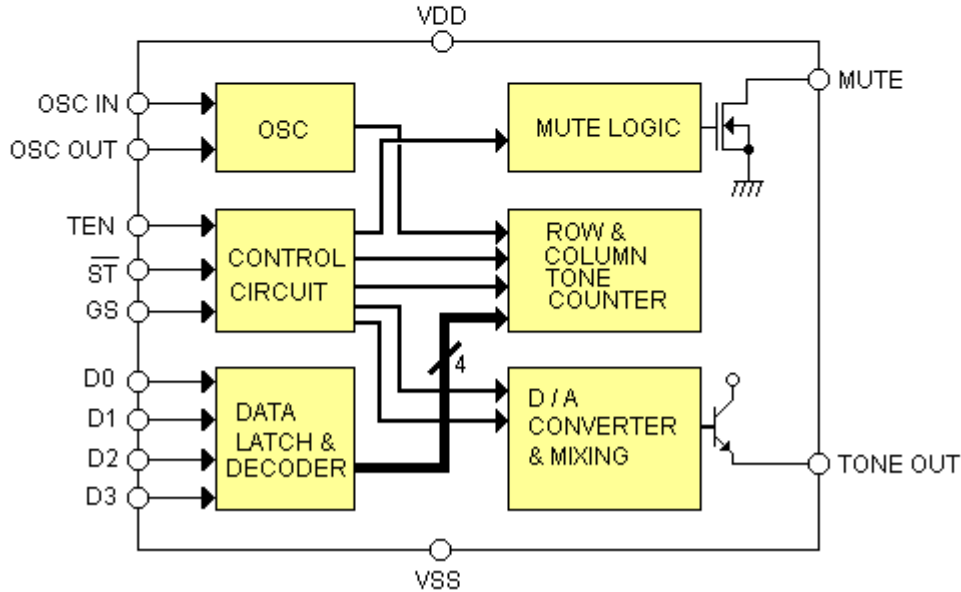 VDD
OSC IN
OSC OUT
OSC
MUTE LOGIC
MUTE
TEN
ST
GS
CONTROL
CIRCUIT
ROW &
COLUMN
TONE
COUNTER
4
D0
D1
D2
D3
DATA
LATCH &
DECODER
D / A
CONVERTER
& MIXING
TONE OUT
VSS